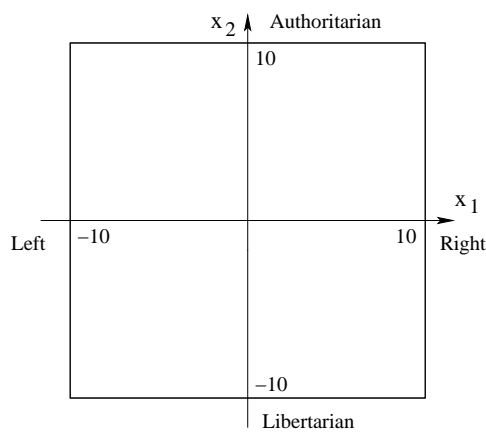 x2 Authoritarian
10
x1
Left –10 10 Right
–10
Libertarian